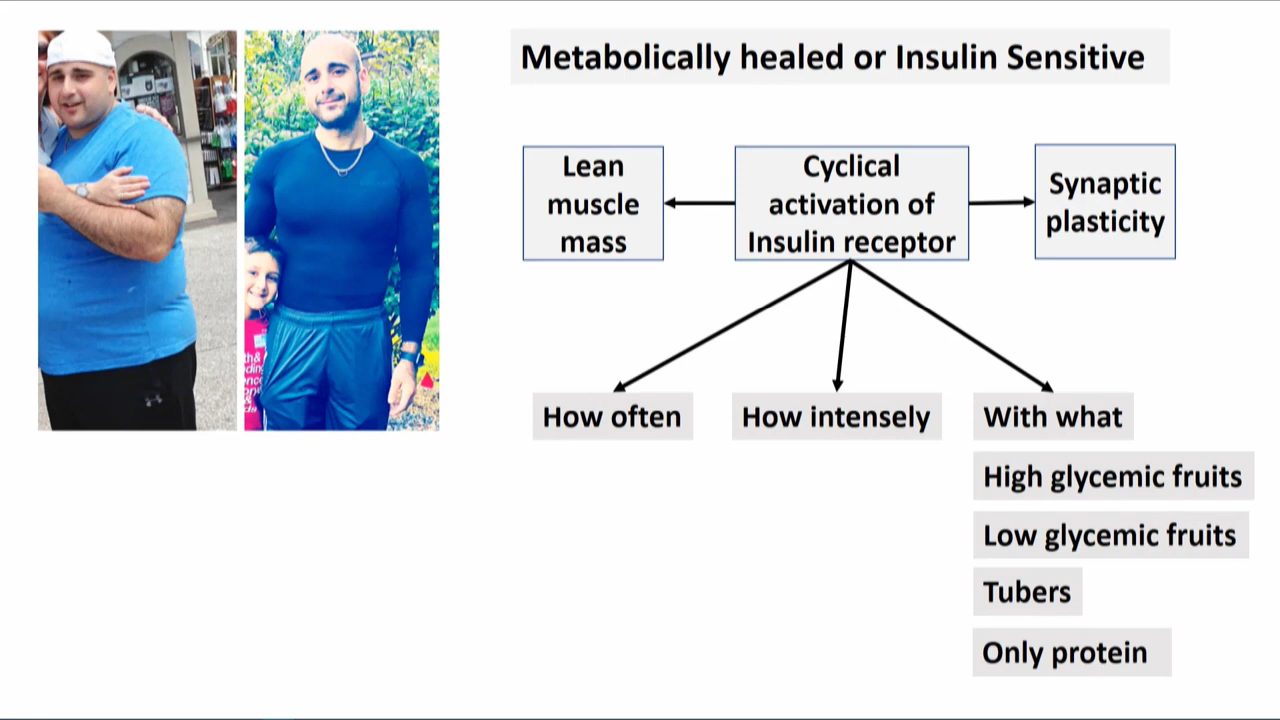 Metabolically healed or Insulin Sensitive
Lean
muscle
mass
Cyclical
activation of
Insulin receptor
Synaptic
plasticity
How often
How intensely
With what
High glycemic fruits
Low glycemic fruits
Tubers
Only protein